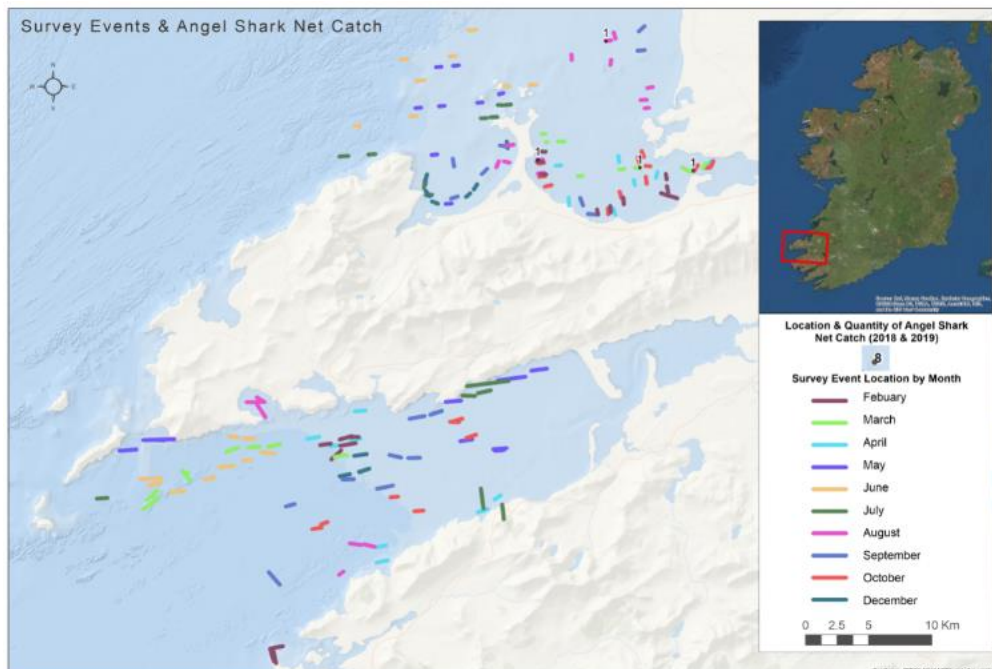 Survey Events & Angel Shark Net Catch
N
W
E
1
1
1
1
Location & Quantity of Angel Shark
Net Catch (2018 & 2019)
8
Survey Event Location by Month
Febuary
March
April
May
June
July
August
September
October
December
0 2.5 5 10 Km